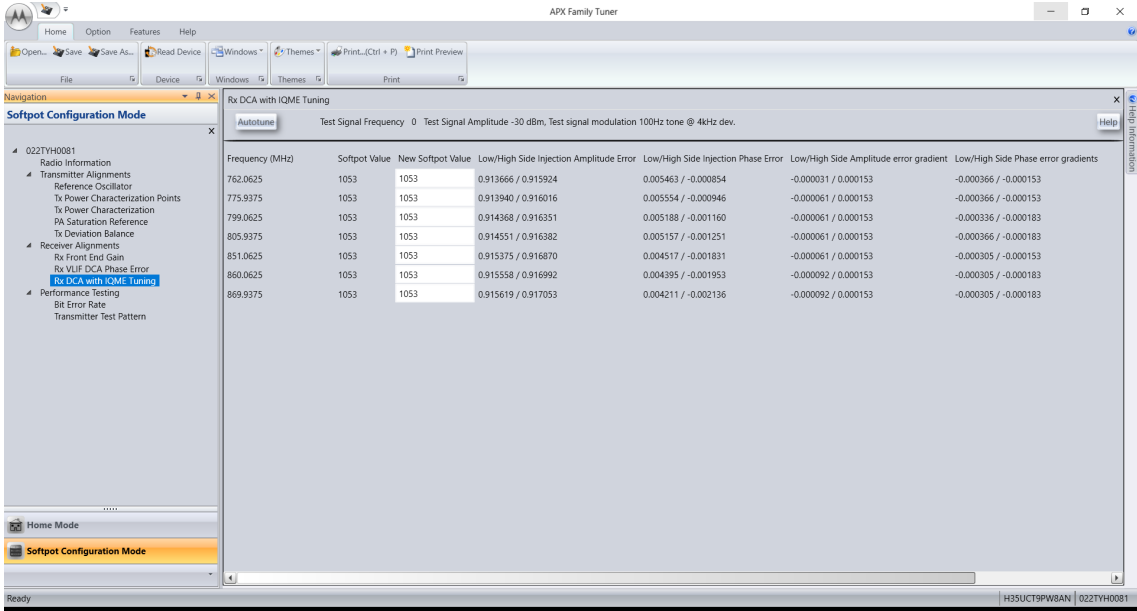 APX Family Tuner
Home Option Features Help
Open... Save Save As... Read Device Windows Themes Print...(Ctrl + P) Print Preview
File Device Windows Themes Print
Navigation
Softpot Configuration Mode
X
022TYH0081
Radio Information
Transmitter Alignments
Reference Oscillator
Tx Power Characterization Points
Tx Power Characterization
PA Saturation Reference
Tx Deviation Balance
Receiver Alignments
Rx Front End Gain
Rx VLIF DCA Phase Error
Rx DCA with IQME Tuning
Performance Testing
Bit Error Rate
Transmitter Test Pattern
Home Mode
Softpot Configuration Mode
Rx DCA with IQME Tuning X
Autotune Test Signal Frequency 0 Test Signal Amplitude -30 dBm, Test signal modulation 100Hz tone @ 4kHz dev. Help
Frequency (MHz) Softpot Value New Softpot Value Low/High Side Injection Amplitude Error Low/High Side Injection Phase Error Low/High Side Amplitude error gradient Low/High Side Phase error gradients
762.0625 1053 1053 0.913666 / 0.915924 0.005463 / -0.000854 -0.000031 / 0.000153 -0.000366 / -0.000153
775.9375 1053 1053 0.913940 / 0.916016 0.005554 / -0.000946 -0.000061 / 0.000153 -0.000366 / -0.000153
799.0625 1053 1053 0.914368 / 0.916351 0.005188 / -0.001160 -0.000061 / 0.000153 -0.000336 / -0.000183
805.9375 1053 1053 0.914551 / 0.916382 0.005157 / -0.001251 -0.000061 / 0.000153 -0.000366 / -0.000183
851.0625 1053 1053 0.915375 / 0.916870 0.004517 / -0.001831 -0.000061 / 0.000153 -0.000305 / -0.000153
860.0625 1053 1053 0.915558 / 0.916992 0.004395 / -0.001953 -0.000092 / 0.000153 -0.000305 / -0.000183
869.9375 1053 1053 0.915619 / 0.917053 0.004211 / -0.002136 -0.000092 / 0.000153 -0.000305 / -0.000183
Help Information
Ready H35UCT9PW8AN 022TYH0081